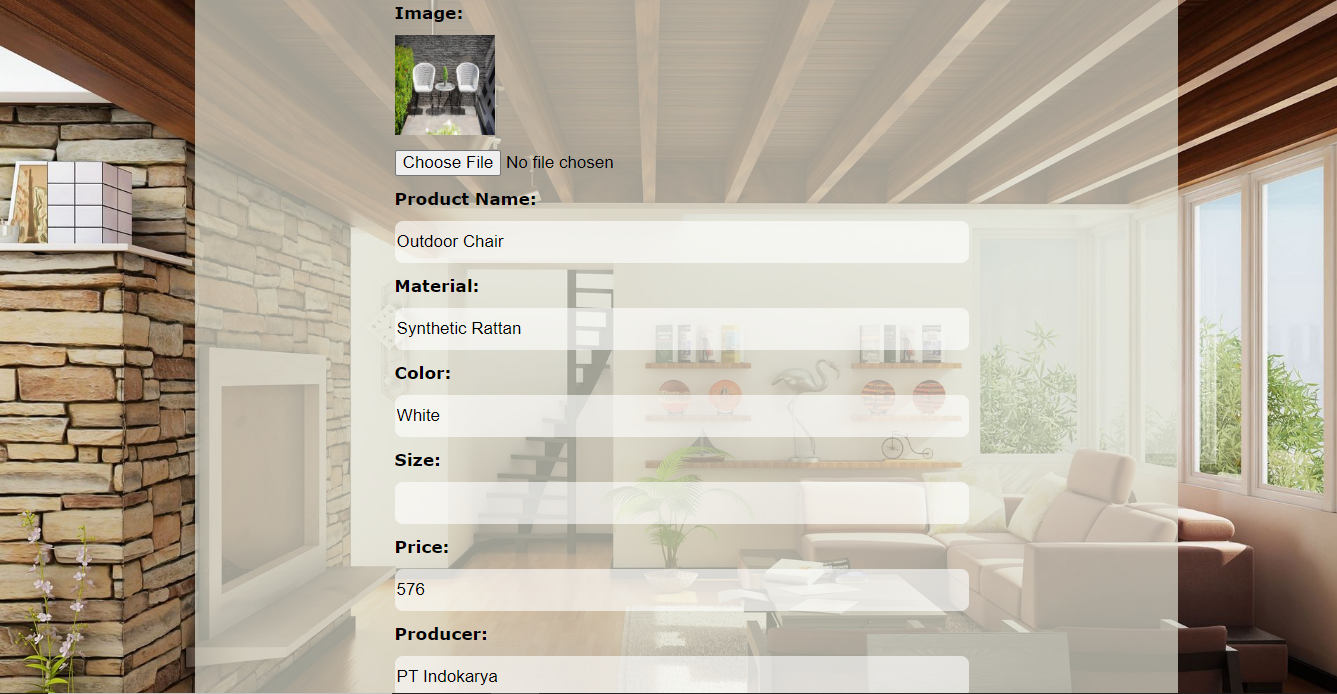 Image:
Choose File No file chosen
Product Name:
Outdoor Chair
Material:
Synthetic Rattan
Color:
White
Size:
Price:
576
Producer:
PT Indokarya